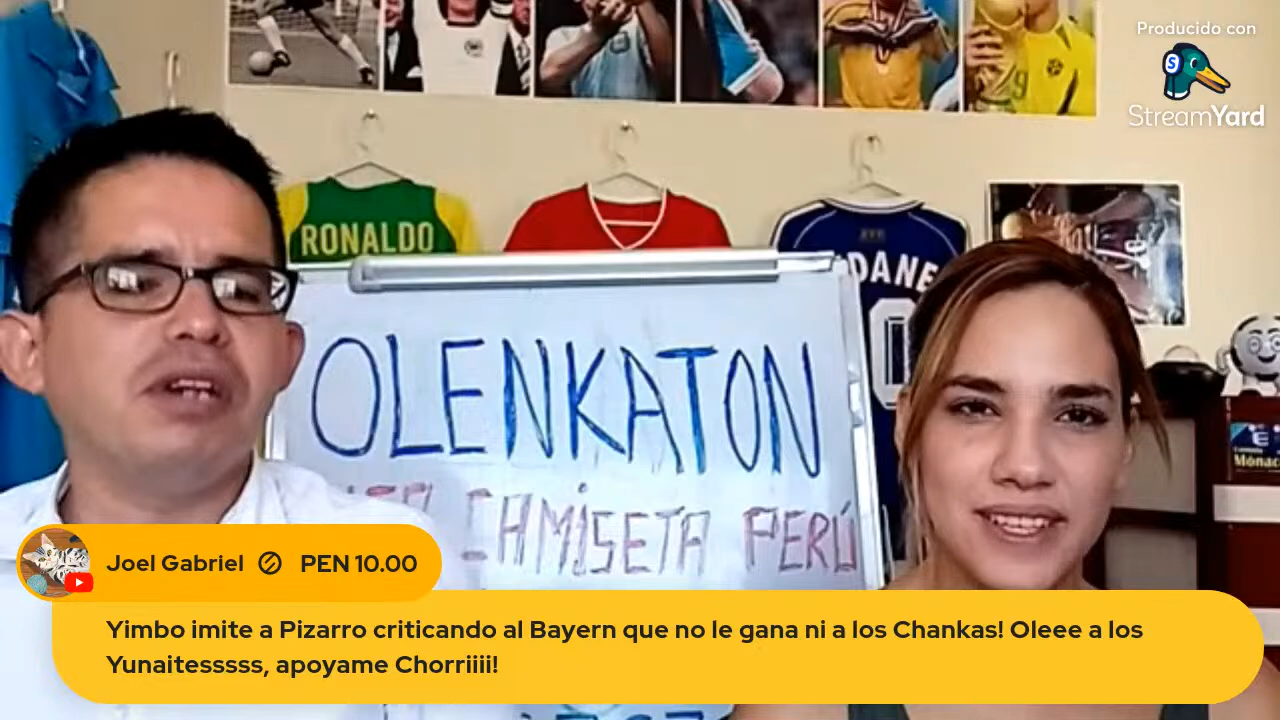 Producido con
StreamYard
RONALDO
DANE
OLENKATON
CAMISETA PERÚ
Joel Gabriel PEN 10.00
Yimbo imite a Pizarro criticando al Bayern que no le gana ni a los Chankas! Oleee a los
Yunaitesssss, apoyame Chorriiii!